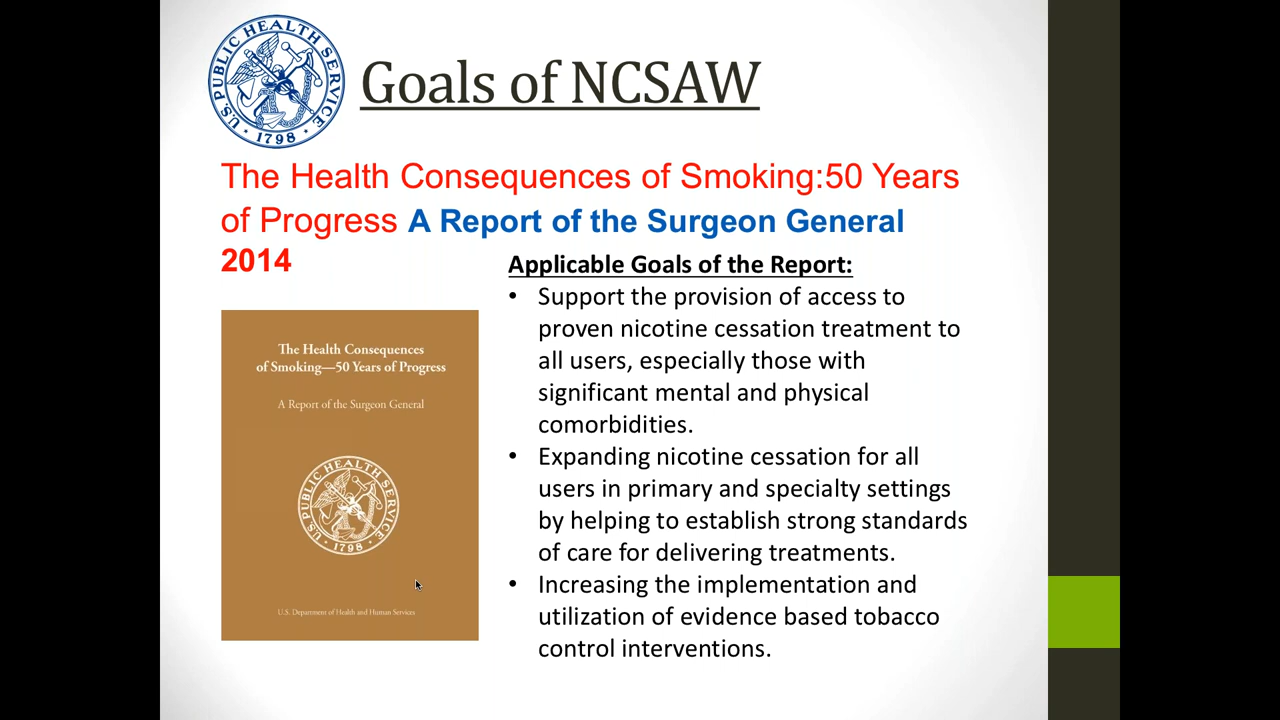 U.S. PUBLIC HEALTH SERVICE
1798
Goals of NCSAW
The Health Consequences of Smoking:50 Years
of Progress A Report of the Surgeon General
2014
Applicable Goals of the Report:
• Support the provision of access to
proven nicotine cessation treatment to
all users, especially those with
significant mental and physical
comorbidities.
• Expanding nicotine cessation for all
users in primary and specialty settings
by helping to establish strong standards
of care for delivering treatments.
• Increasing the implementation and
utilization of evidence based tobacco
control interventions.
The Health Consequences
of Smoking—50 Years of Progress
A Report of the Surgeon General
U.S. PUBLIC HEALTH SERVICE
1798
U.S. Department of Health and Human Services